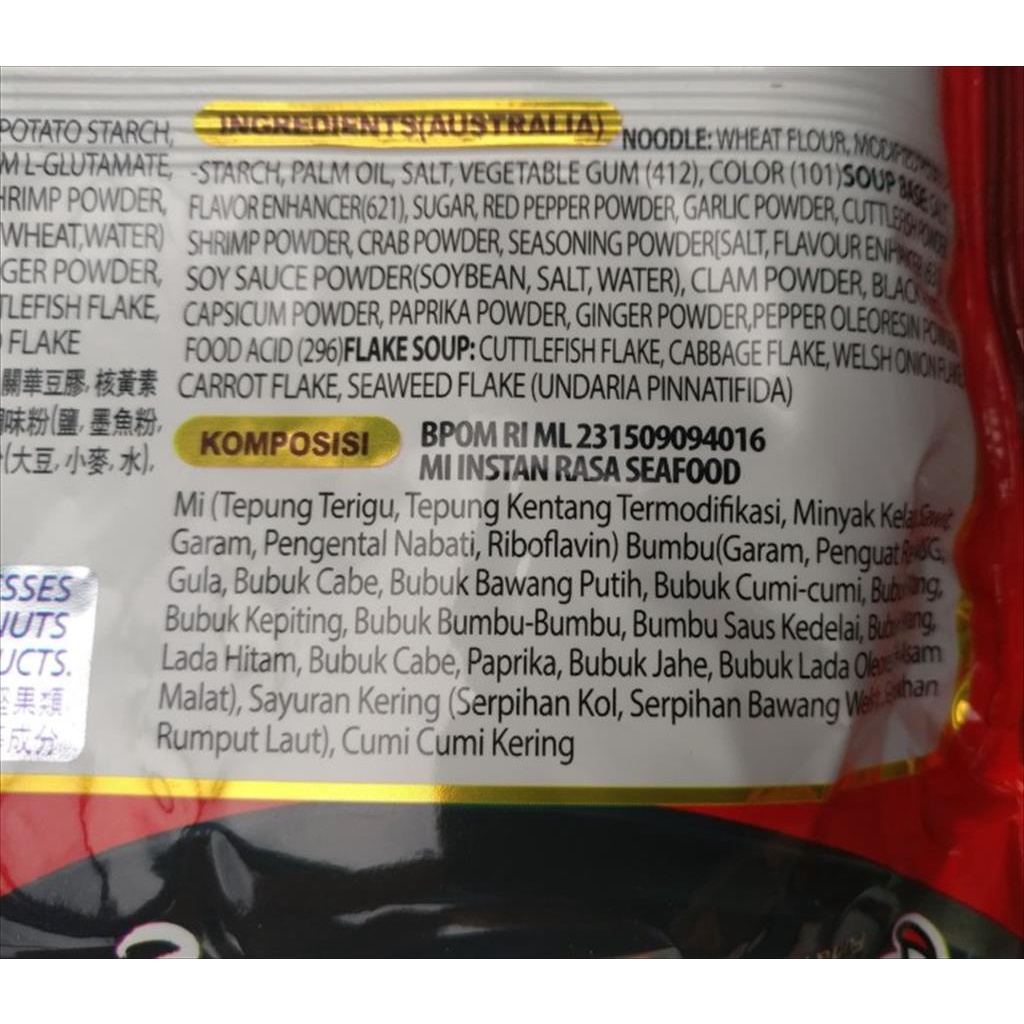 POTATO STARCH,
M L-GLUTAMATE,
HRIMP POWDER,
WHEAT,WATER)
GER POWDER,
TLEFISH FLAKE,
FLAKE
關華豆膠, 核黃素
味粉(鹽, 墨魚粉,
(大豆, 小麥, 水),
SSES
UTS
UCTS.
果類
成分
INGREDIENTS(AUSTRALIA) NOODLE: WHEAT FLOUR,
-STARCH, PALM OIL, SALT, VEGETABLE GUM (412), COLOR (101)SOUP BASE:
FLAVOR ENHANCER(621), SUGAR, RED PEPPER POWDER, GARLIC POWDER, CUTTLEFISH POWDER
SHRIMP POWDER, CRAB POWDER, SEASONING POWDER[SALT, FLAVOUR
SOY SAUCE POWDER(SOYBEAN, SALT, WATER), CLAM POWDER, BLACK
CAPSICUM POWDER, PAPRIKA POWDER, GINGER POWDER,PEPPER OLEORESIN
FOOD ACID (296)FLAKE SOUP: CUTTLEFISH FLAKE, CABBAGE FLAKE, WELSH ONION FLAKE
CARROT FLAKE, SEAWEED FLAKE (UNDARIA PINNATIFIDA)
KOMPOSISI
BPOM RI ML 231509094016
MI INSTAN RASA SEAFOOD
Mi (Tepung Terigu, Tepung Kentang Termodifikasi, Minyak
Garam, Pengental Nabati, Riboflavin) Bumbu(Garam, Penguat
Gula, Bubuk Cabe, Bubuk Bawang Putih, Bubuk Cumi-cumi,
Bubuk Kepiting, Bubuk Bumbu-Bumbu, Bumbu Saus Kedelai,
Lada Hitam, Bubuk Cabe, Paprika, Bubuk Jahe, Bubuk Lada
Malat), Sayuran Kering (Serpihan Kol, Serpihan Bawang
Rumput Laut), Cumi Cumi Kering